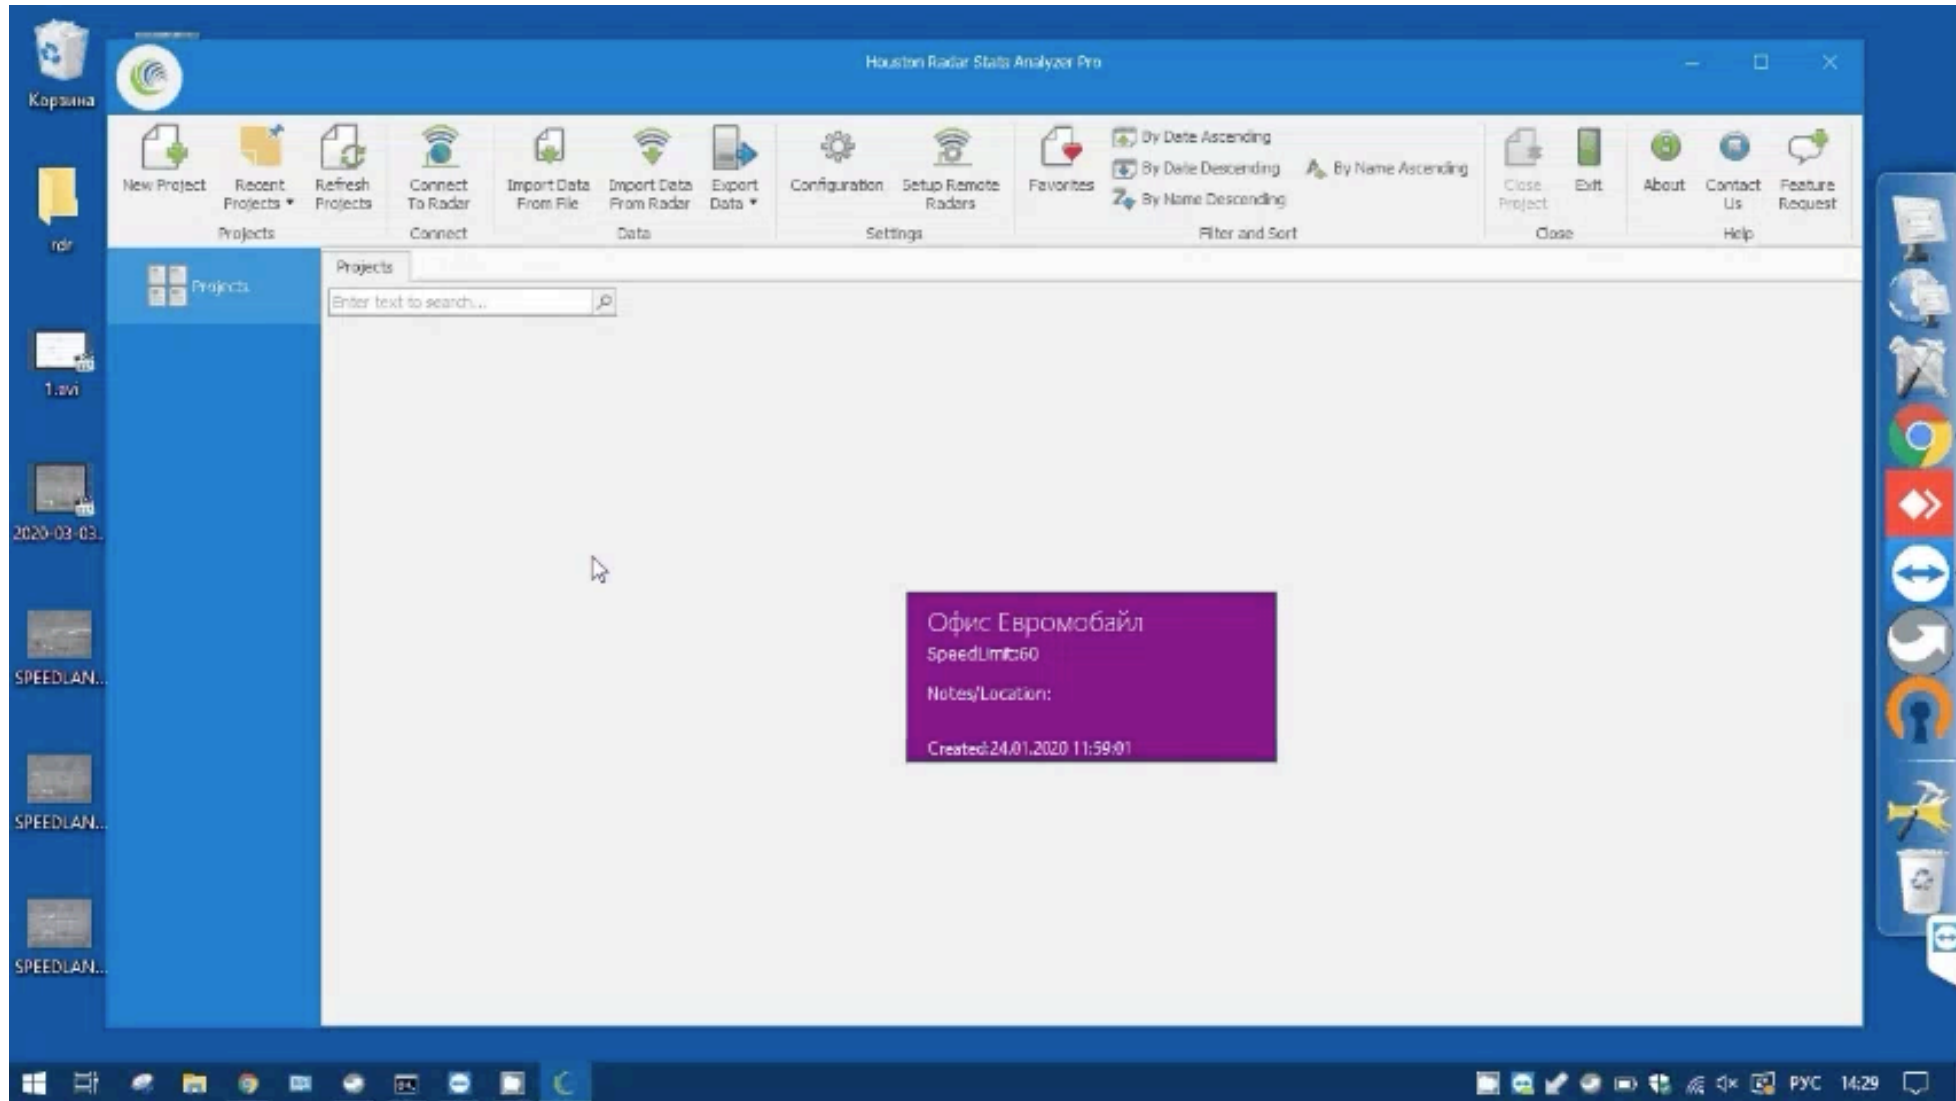 Корзина
rdr
1.avi
2020-03-03..
SPEEDLAN...
SPEEDLAN...
SPEEDLAN...
Houston Radar Stats Analyzer Pro
New Project
Recent Projects
Refresh Projects
Projects
Connect To Radar
Connect
Import Data From File
Import Data From Radar
Export Data
Data
Configuration
Setup Remote Radars
Settings
Favorites
By Date Ascending
By Date Descending
By Name Descending
By Name Ascending
Filter and Sort
Close Project
Exit
Close
About
Contact Us
Feature Request
Help
Projects
Projects
Enter text to search...
Офис Евромобайл
SpeedLimit:60
Notes/Location:
Created:24.01.2020 11:59:01
РУС
14:29